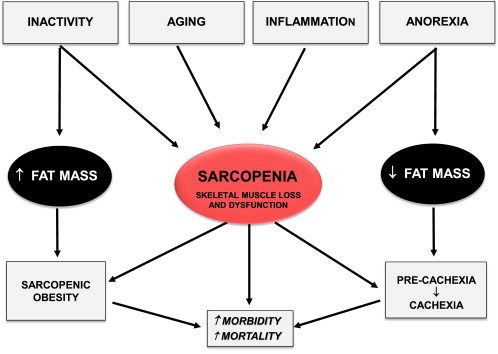 INACTIVITY
AGING
INFLAMMATION
ANOREXIA
↑ FAT MASS
SARCOPENIA
SKELETAL MUSCLE LOSS
AND DYSFUNCTION
↓ FAT MASS
SARCOPENIC
OBESITY
↑ MORBIDITY
↑ MORTALITY
PRE-CACHEXIA
↓
CACHEXIA